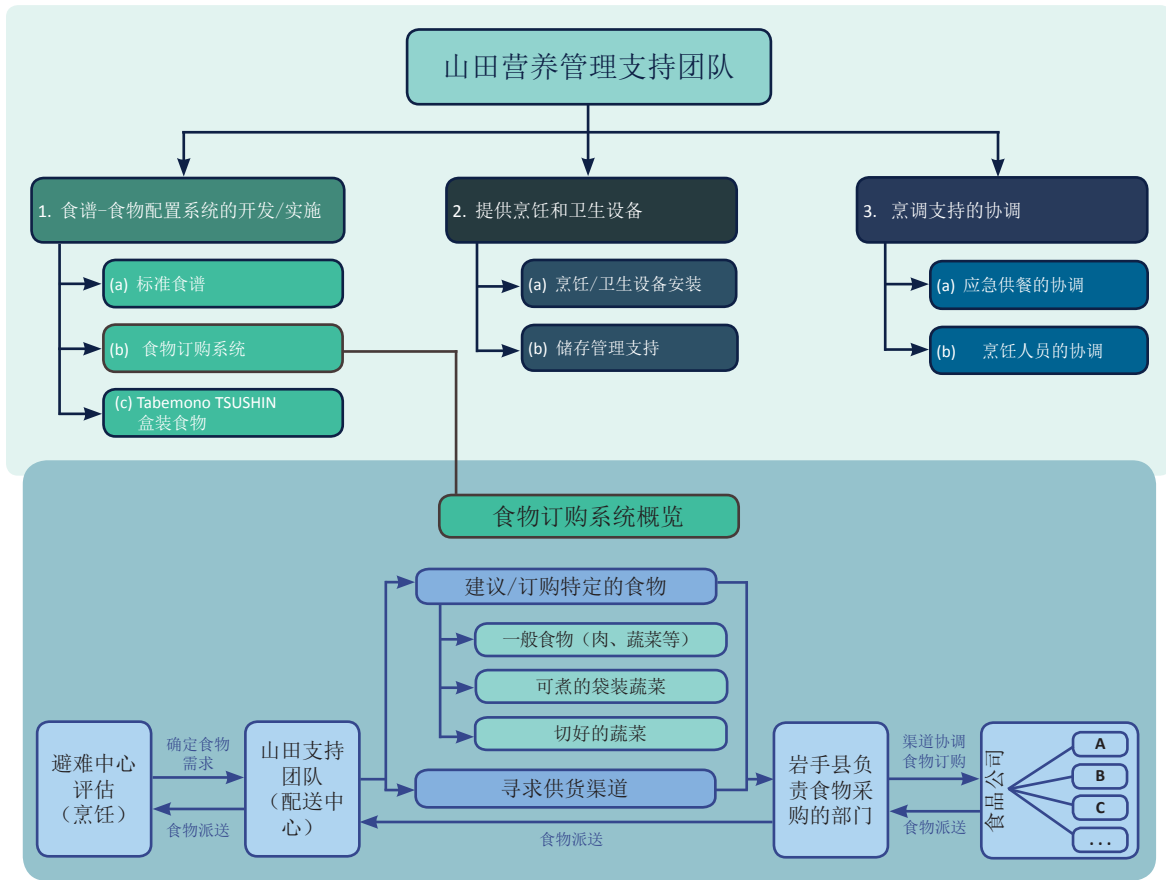 山田营养管理支持团队
1. 食谱-食物配置系统的开发/实施
(a) 标准食谱
(b) 食物订购系统
(c) Tabemono TSUSHIN
盒装食物
2. 提供烹饪和卫生设备
(a) 烹饪/卫生设备安装
(b) 储存管理支持
3. 烹调支持的协调
(a) 应急供餐的协调
(b) 烹饪人员的协调
食物订购系统概览
避难中心
评估
（烹饪）
确定食物
需求
食物派送
山田支持
团队
（配送中
心）
建议/订购特定的食物
一般食物（肉、蔬菜等）
可煮的袋装蔬菜
切好的蔬菜
寻求供货渠道
食物派送
岩手县负
责食物采
购的部门
渠道协调
食物订购
食物派送
食品公司
A
B
C
...